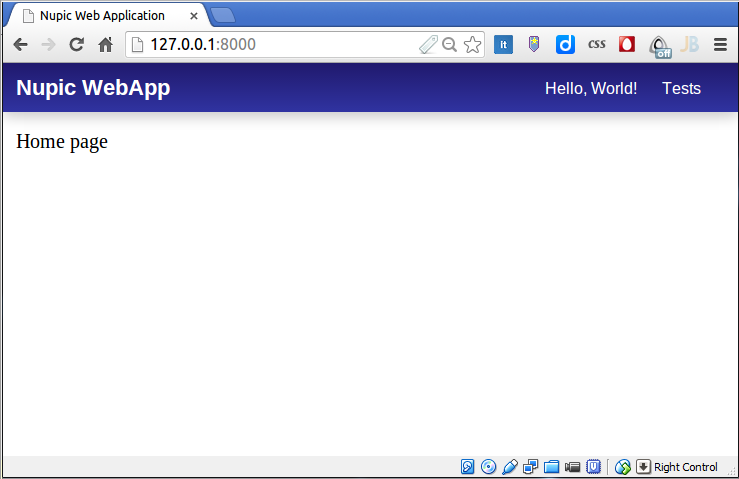 Nupic Web Application
127.0.0.1:8000
it
d
css
off
JB
Nupic WebApp
Hello, World!
Tests
Home page
Right Control